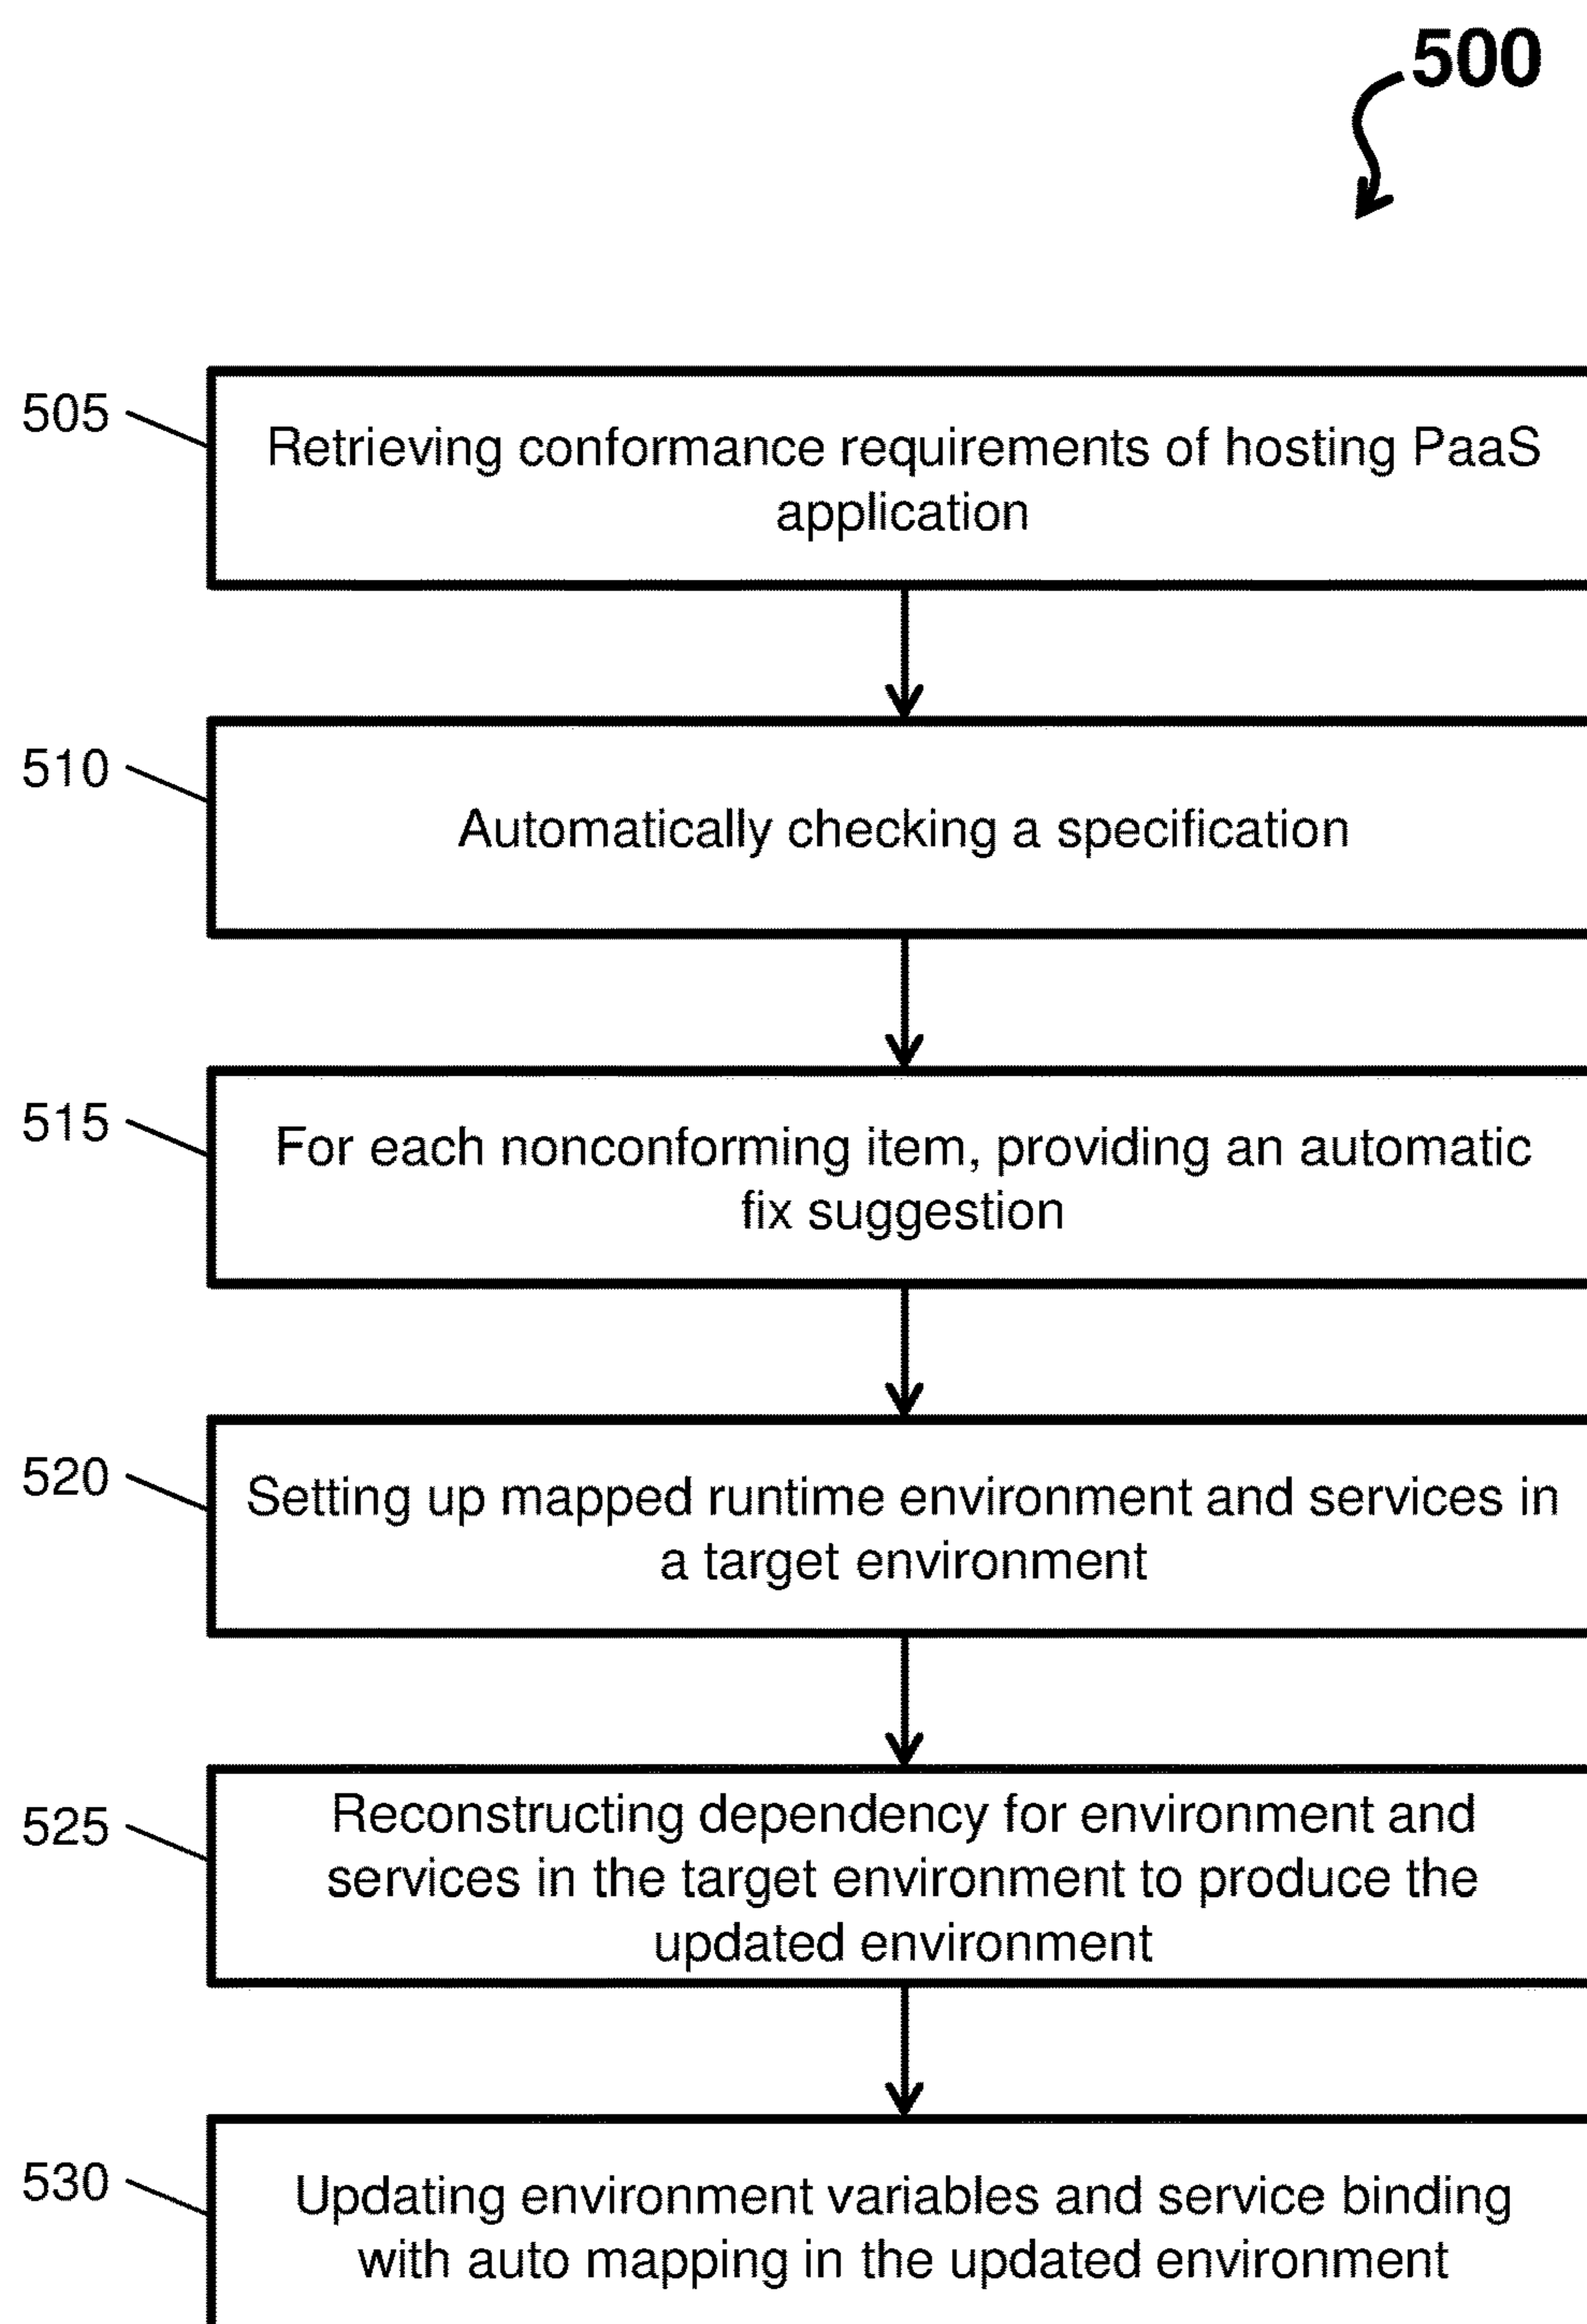 500
505
Retrieving conformance requirements of hosting PaaS
application
510
Automatically checking a specification
515
For each nonconforming item, providing an automatic
fix suggestion
520
Setting up mapped runtime environment and services in
a target environment
525
Reconstructing dependency for environment and
services in the target environment to produce the
updated environment
530
Updating environment variables and service binding
with auto mapping in the updated environment